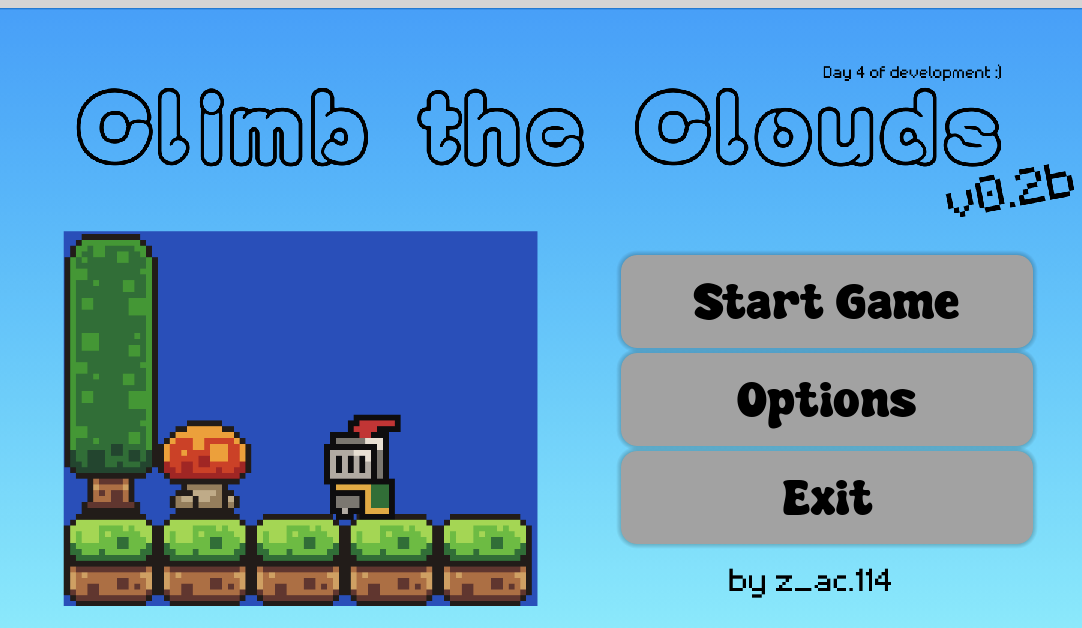 Day 4 of development :)
Climb the Clouds
v0.2b
Start Game
Options
Exit
by z_ac.114